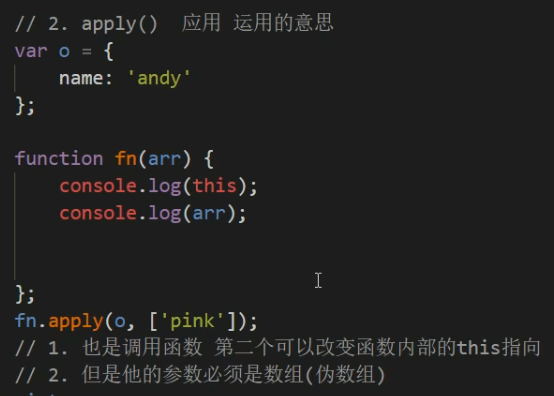 // 2. apply()  应用 运用的意思
var o = {
    name: 'andy'
};
function fn(arr) {
    console.log(this);
    console.log(arr);
};
fn.apply(o, ['pink']);
// 1. 也是调用函数 第二个可以改变函数内部的this指向
// 2. 但是他的参数必须是数组(伪数组)